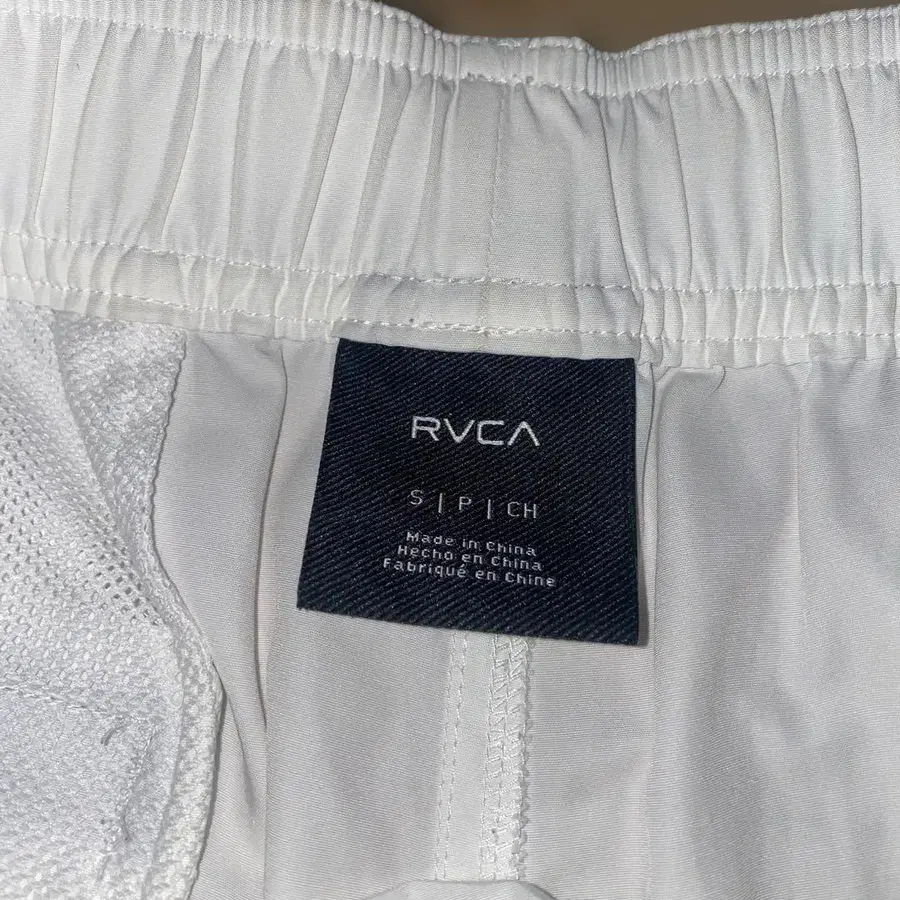 RVCA
S | P | CH
Made in China
Hecho en China
Fabriqué en Chine